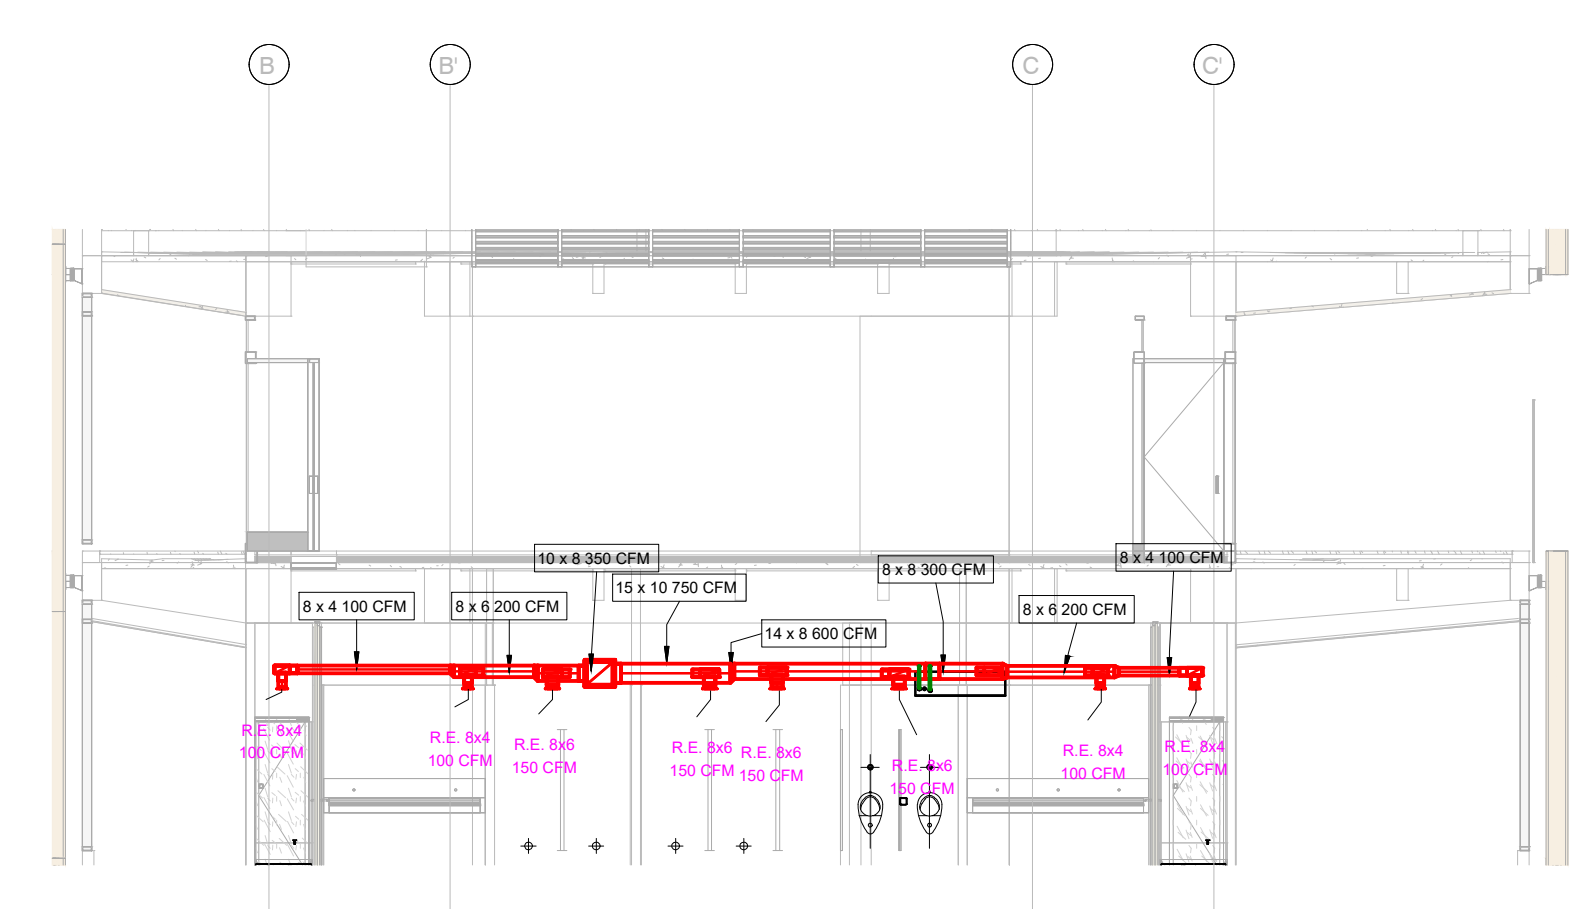 B
B'
C
C'
10 x 8 350 CFM
8 x 8 300 CFM
8 x 4 100 CFM
15 x 10 750 CFM
8 x 4 100 CFM
8 x 6 200 CFM
8 x 6 200 CFM
14 x 8 600 CFM
R.E. 8x4
100 CFM
R.E. 8x4
100 CFM
R.E. 8x6
150 CFM
R.E. 8x6
150 CFM
R.E. 8x6
150 CFM
R.E. 8x6
150 CFM
R.E. 8x4
100 CFM
R.E. 8x4
100 CFM